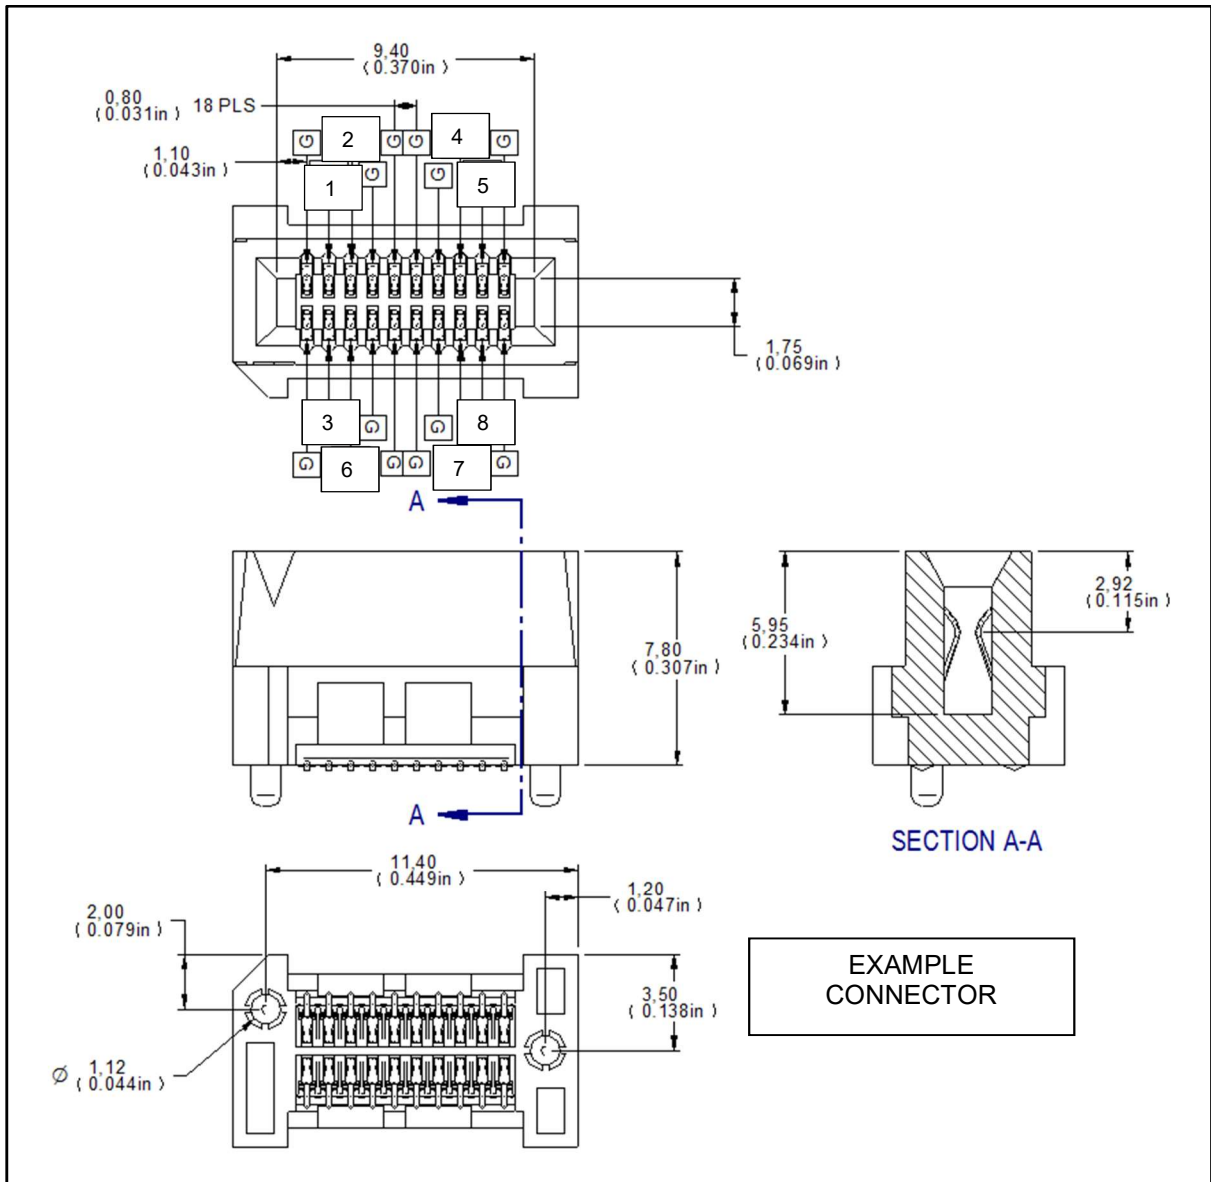 9,40
( 0.370in )
0,80
( 0.031in )
18 PLS
G
2
G
G
4
G
1,10
( 0.043in )
1
G
G
5
1,75
( 0.069in )
3
G
G
8
G
6
G
G
7
G
A
2,92
( 0.115in )
5,95
( 0.234in )
7,80
( 0.307in )
A
SECTION A-A
11,40
( 0.449in )
1,20
( 0.047in )
2,00
( 0.079in )
3,50
( 0.138in )
EXAMPLE
CONNECTOR
Ø 1,12
( 0.044in )